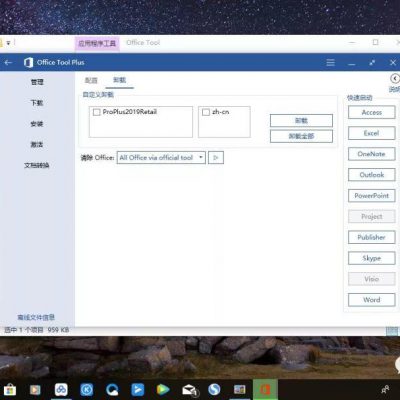 应用程序工具 Office Tool
Office Tool Plus
管理
下载
安装
激活
文档转换
离线文件信息
配置 卸载
自定义卸载
ProPlus2019Retail
zh-cn
卸载
卸载全部
清除 Office: All Office via official tool
说明
快速启动
Access
Excel
OneNote
Outlook
PowerPoint
Project
Publisher
Skype
Visio
Word
选中 1 个项目 959 KB